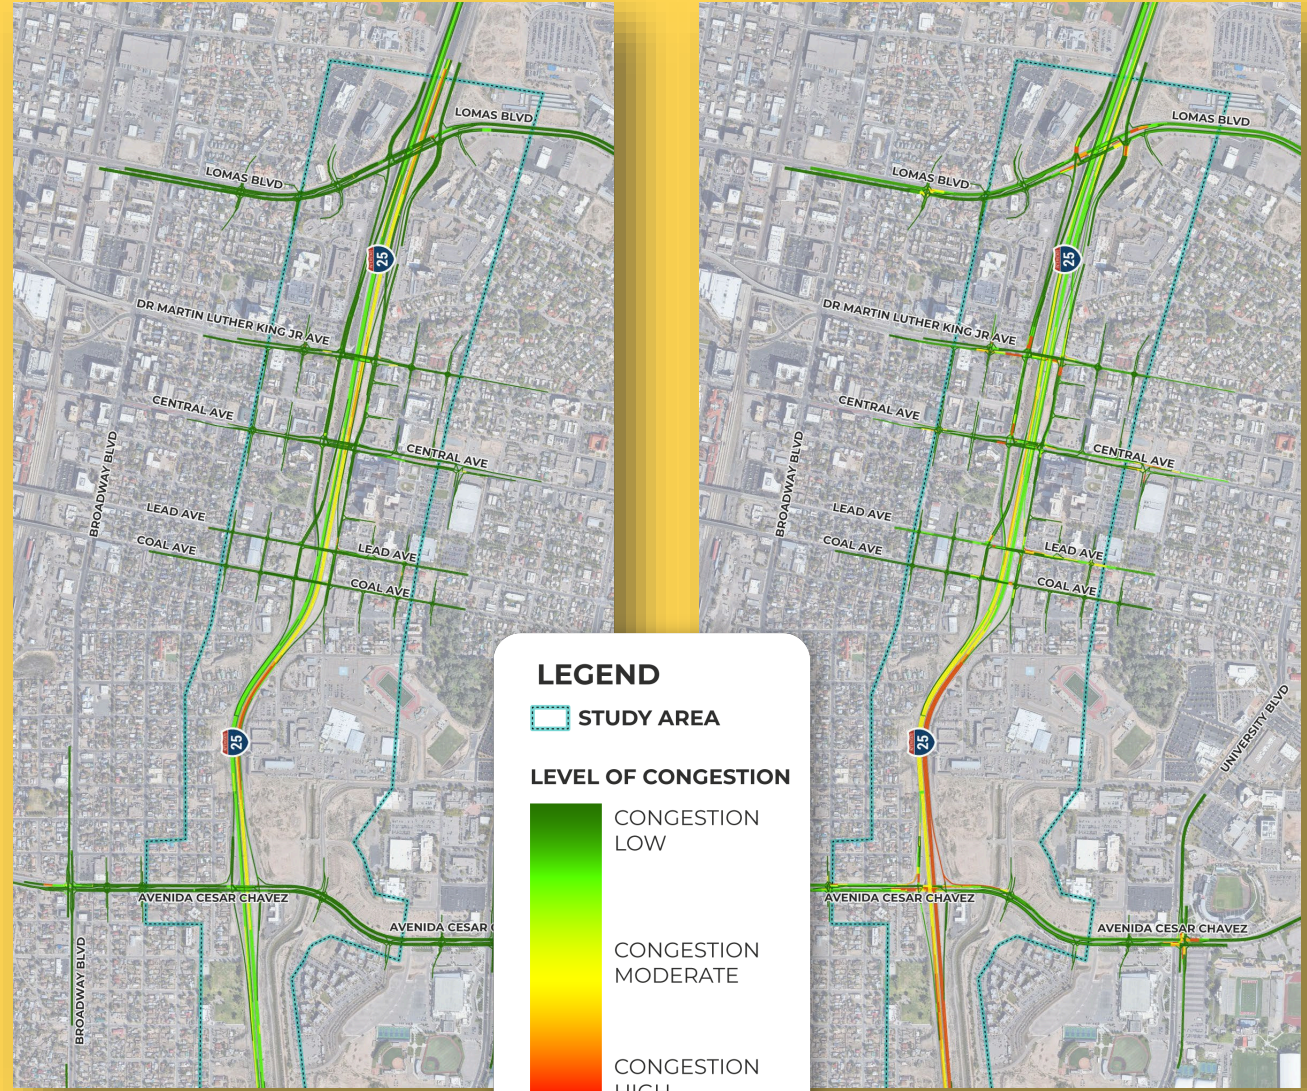 LOMAS BLVD
LOMAS BLVD
25
DR MARTIN LUTHER KING JR AVE
CENTRAL AVE
CENTRAL AVE
BROADWAY BLVD
LEAD AVE
COAL AVE
LEAD AVE
COAL AVE
25
AVENIDA CESAR CHAVEZ
AVENIDA CESAR C
BROADWAY BLVD
LOMAS BLVD
LOMAS BLVD
25
DR MARTIN LUTHER KING JR AVE
CENTRAL AVE
CENTRAL AVE
BROADWAY BLVD
LEAD AVE
COAL AVE
LEAD AVE
COAL AVE
UNIVERSITY BLVD
25
AVENIDA CESAR CHAVEZ
AVENIDA CESAR CHAVEZ
LEGEND
STUDY AREA
LEVEL OF CONGESTION
CONGESTION
LOW
CONGESTION
MODERATE
CONGESTION
HIGH